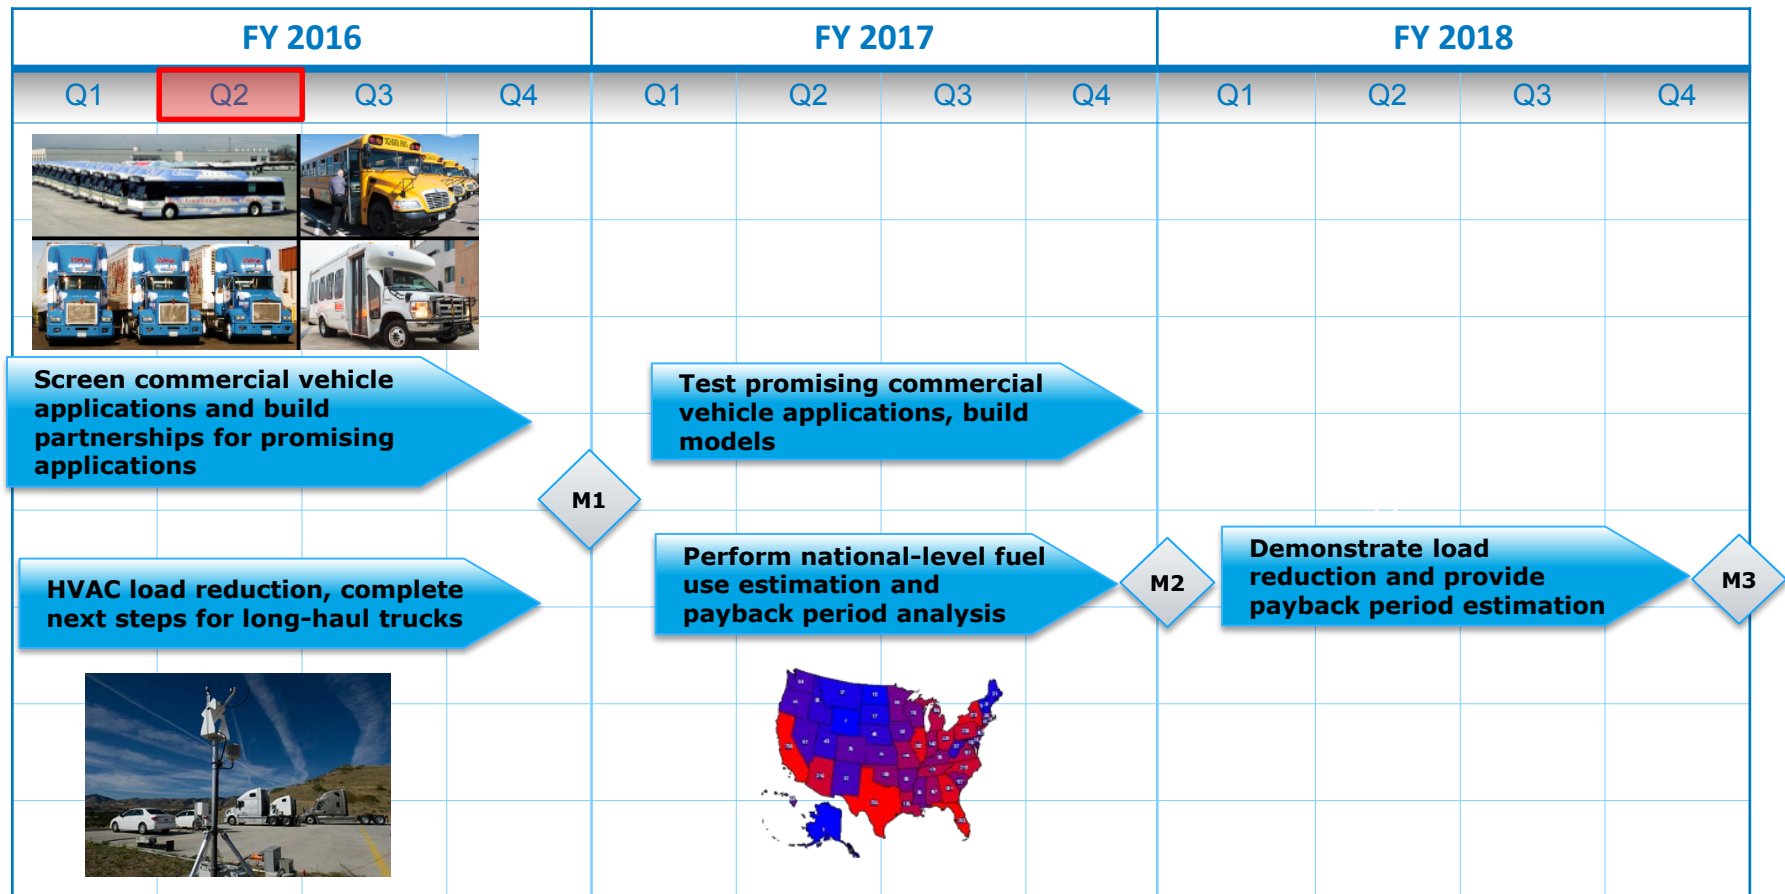 FY 2016
FY 2017
FY 2018
Q1
Q2
Q3
Q4
Q1
Q2
Q3
Q4
Q1
Q2
Q3
Q4
SCHOOL BUS
Screen commercial vehicle
applications and build
partnerships for promising
applications
Test promising commercial
vehicle applications, build
models
M1
HVAC load reduction, complete
next steps for long-haul trucks
Perform national-level fuel
use estimation and
payback period analysis
M2
Demonstrate load
reduction and provide
payback period estimation
M3